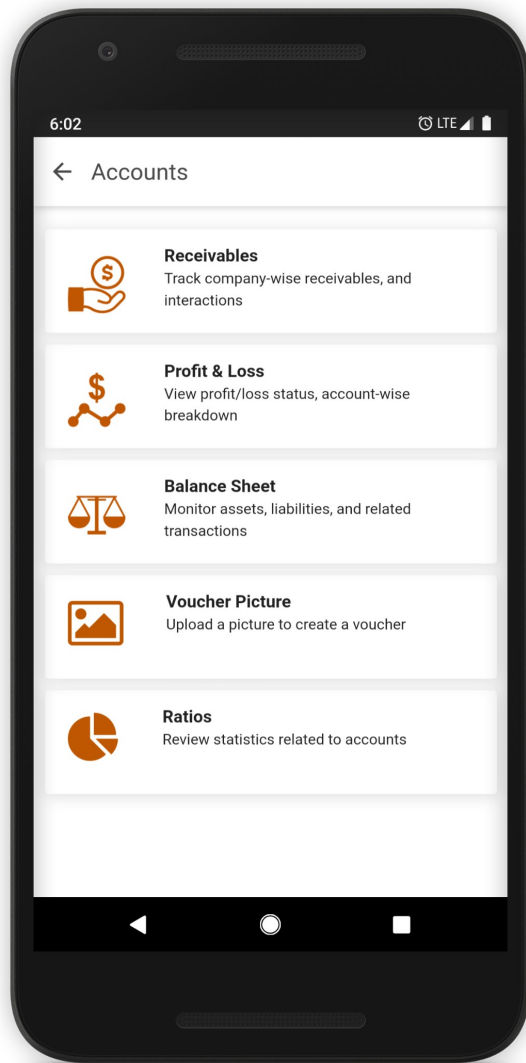 6:02 LTE
Accounts
Receivables
Track company-wise receivables, and
interactions
Profit & Loss
View profit/loss status, account-wise
breakdown
Balance Sheet
Monitor assets, liabilities, and related
transactions
Voucher Picture
Upload a picture to create a voucher
Ratios
Review statistics related to accounts